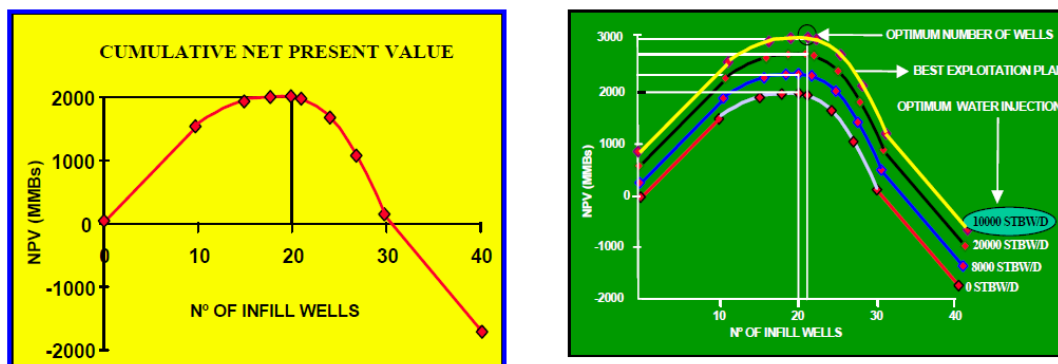 CUMULATIVE NET PRESENT VALUE
2000
1000
0
-1000
-2000
NPV (MMBs)
0 10 20 30 40
Nº OF INFILL WELLS
3000
2000
1000
0
-1000
-2000
NPV (MMBs)
10 20 30 40
Nº OF INFILL WELLS
OPTIMUM NUMBER OF WELLS
BEST EXPLOITATION PLA
OPTIMUM WATER INJECTION
10000 STBW/D
20000 STBW/D
8000 STBW/D
0 STBW/D